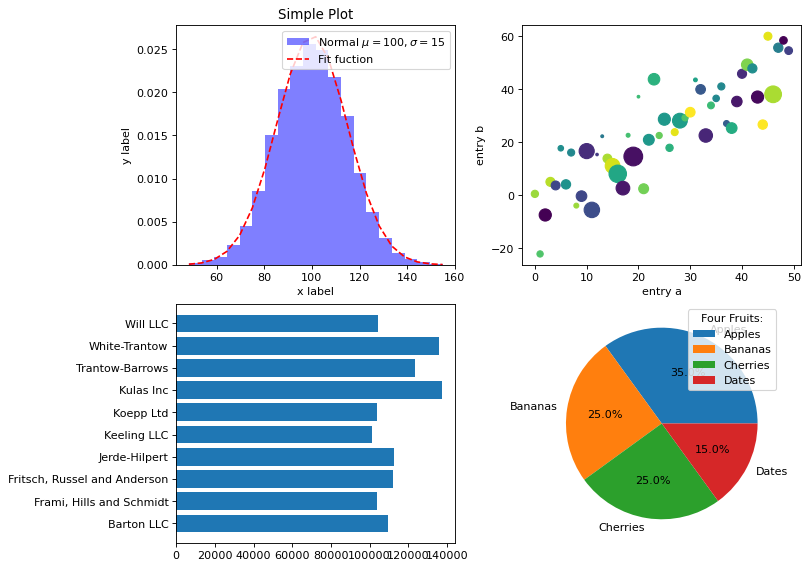 Simple Plot
Normal μ = 100, σ = 15
Fit fuction
0.025
0.020
0.015
0.010
0.005
0.000
y label
60 80 100 120 140 160
x label
60
40
20
0
−20
entry b
0 10 20 30 40 50
entry a
Will LLC
White-Trantow
Trantow-Barrows
Kulas Inc
Koepp Ltd
Keeling LLC
Jerde-Hilpert
Fritsch, Russel and Anderson
Frami, Hills and Schmidt
Barton LLC
0 20000 40000 60000 80000 100000 120000 140000
Four Fruits:
Apples
Apples
Bananas
Cherries
Dates
35.
Bananas
25.0%
15.0%
25.0%
Dates
Cherries